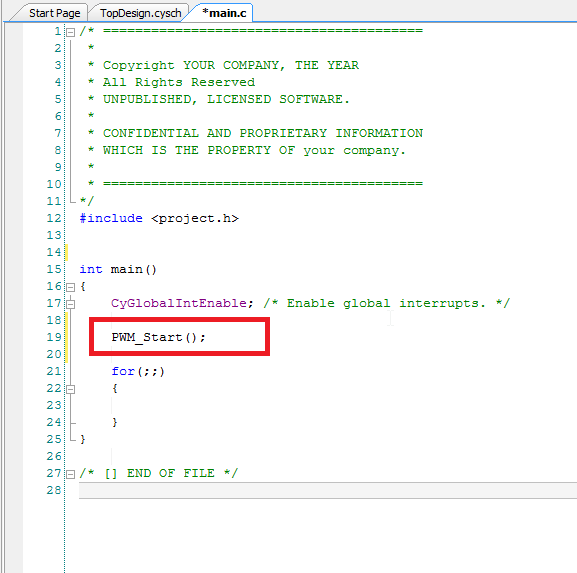 Start Page TopDesign.cysch *main.c
1 /* ========================================
2 *
3 * Copyright YOUR COMPANY, THE YEAR
4 * All Rights Reserved
5 * UNPUBLISHED, LICENSED SOFTWARE.
6 *
7 * CONFIDENTIAL AND PROPRIETARY INFORMATION
8 * WHICH IS THE PROPERTY OF your company.
9 *
10 * ========================================
11 */
12 #include <project.h>
13
14
15 int main()
16 {
17 CyGlobalIntEnable; /* Enable global interrupts. */
18
19 PWM_Start();
20
21 for(;;)
22 {
23
24 }
25 }
26
27 /* [] END OF FILE */
28